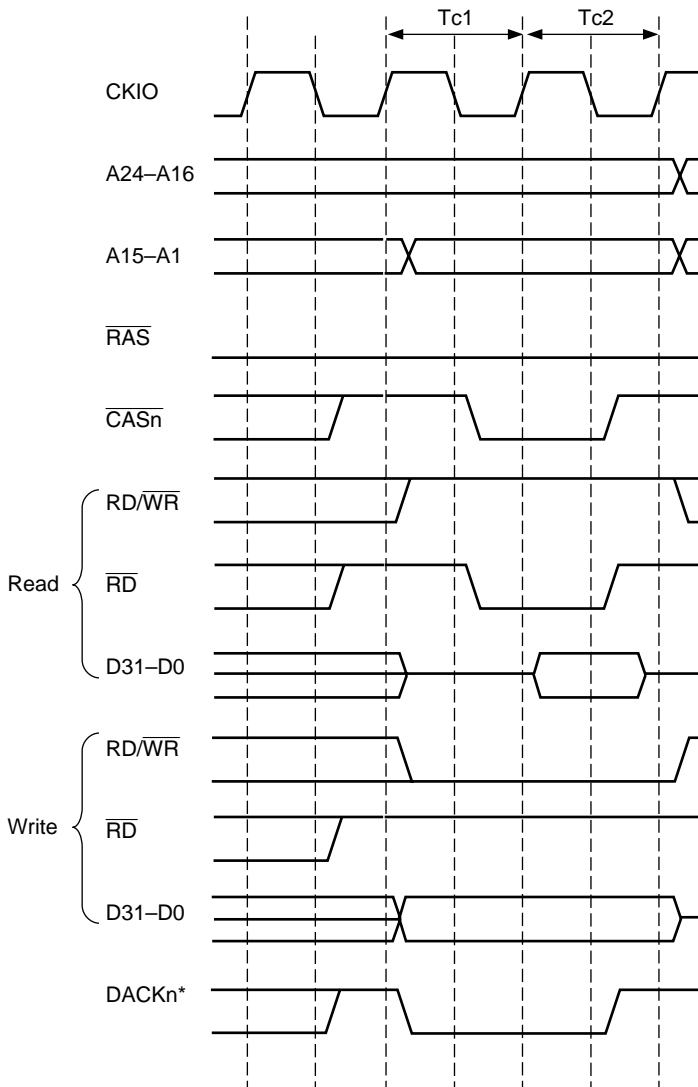 Tc1 Tc2
CKIO
A24–A16
A15–A1
RAS
CASn
RD/WR
Read
RD
D31–D0
RD/WR
Write
RD
D31–D0
DACKn*